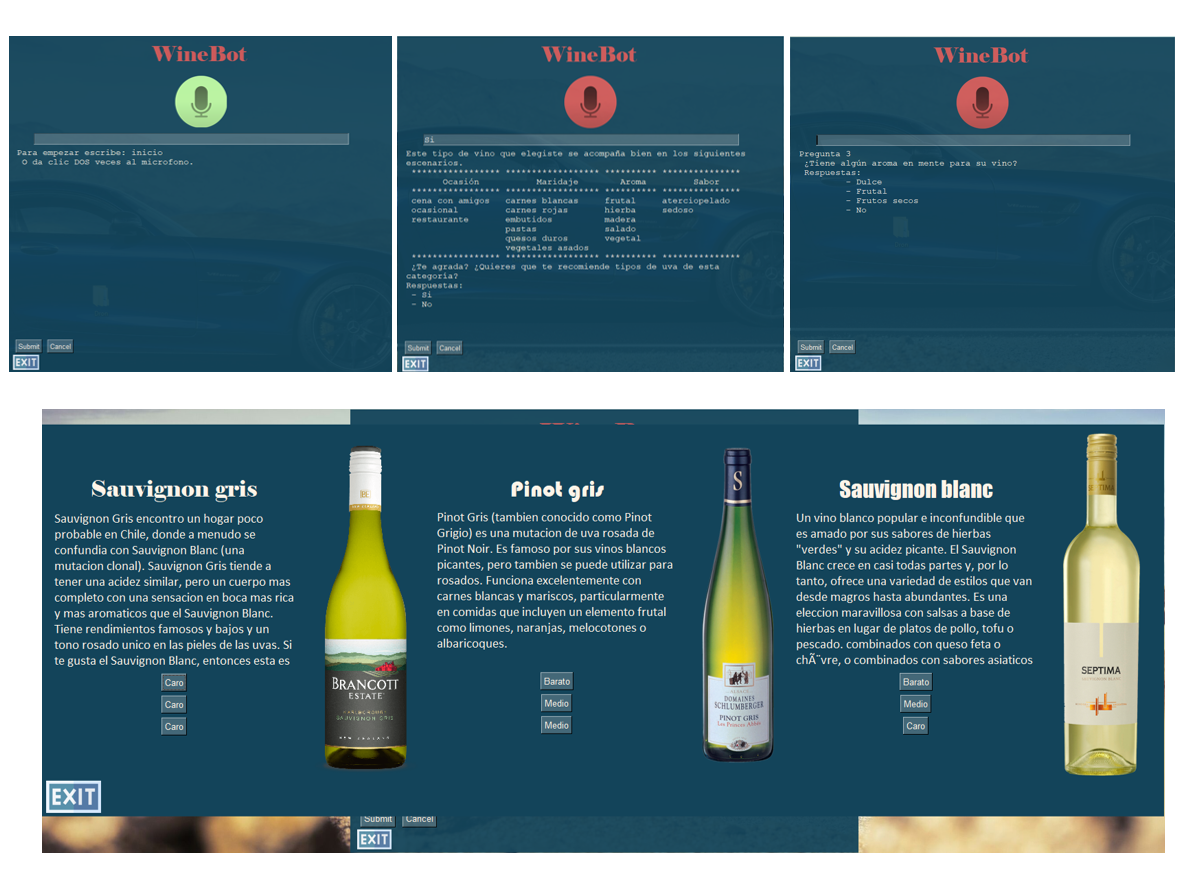 WineBot
Para empezar escribe: inicio
O da clic DOS veces al microfono.
Submit Cancel
EXIT
WineBot
Si
Este tipo de vino que elegiste se acompaña bien en los siguientes
escenarios.
***************** ****************** ********** ***************
Ocasión Maridaje Aroma Sabor
***************** ****************** ********** ***************
cena con amigos carnes blancas frutal aterciopelado
ocasional carnes rojas hierba sedoso
restaurante embutidos madera
pastas salado
quesos duros vegetal
vegetales asados
***************** ****************** ********** ***************
¿Te agrada? ¿Quieres que te recomiende tipos de uva de esta
categoría?
Respuestas:
- Si
- No
Submit Cancel
EXIT
WineBot
Pregunta 3
¿Tiene algún aroma en mente para su vino?
Respuestas:
- Dulce
- Frutal
- Frutos secos
- No
Submit Cancel
EXIT
Sauvignon gris
Sauvignon Gris encontro un hogar poco
probable en Chile, donde a menudo se
confundia con Sauvignon Blanc (una
mutacion clonal). Sauvignon Gris tiende a
tener una acidez similar, pero un cuerpo mas
completo con una sensacion en boca mas rica
y mas aromaticos que el Sauvignon Blanc.
Tiene rendimientos famosos y bajos y un
tono rosado unico en las pieles de las uvas. Si
te gusta el Sauvignon Blanc, entonces esta es
Caro
Caro
Caro
BRANCOTT
ESTATE
SAUVIGNON GRIS
NEW ZEALAND
Pinot gris
Pinot Gris (tambien conocido como Pinot
Grigio) es una mutacion de uva rosada de
Pinot Noir. Es famoso por sus vinos blancos
picantes, pero tambien se puede utilizar para
rosados. Funciona excelentemente con
carnes blancas y mariscos, particularmente
en comidas que incluyen un elemento frutal
como limones, naranjas, melocotones o
albaricoques.
Barato
Medio
Medio
S
DOMAINES
SCHLUMBERGER
PINOT GRIS
Les Princes Abbés
Sauvignon blanc
Un vino blanco popular e inconfundible que
es amado por sus sabores de hierbas
"verdes" y su acidez picante. El Sauvignon
Blanc crece en casi todas partes y, por lo
tanto, ofrece una variedad de estilos que van
desde magros hasta abundantes. Es una
eleccion maravillosa con salsas a base de
hierbas en lugar de platos de pollo, tofu o
pescado. combinados con queso feta o
chÃ¨vre, o combinados con sabores asiaticos
Barato
Medio
Caro
SEPTIMA
SEPTIMA
EXIT
Submit Cancel
EXIT